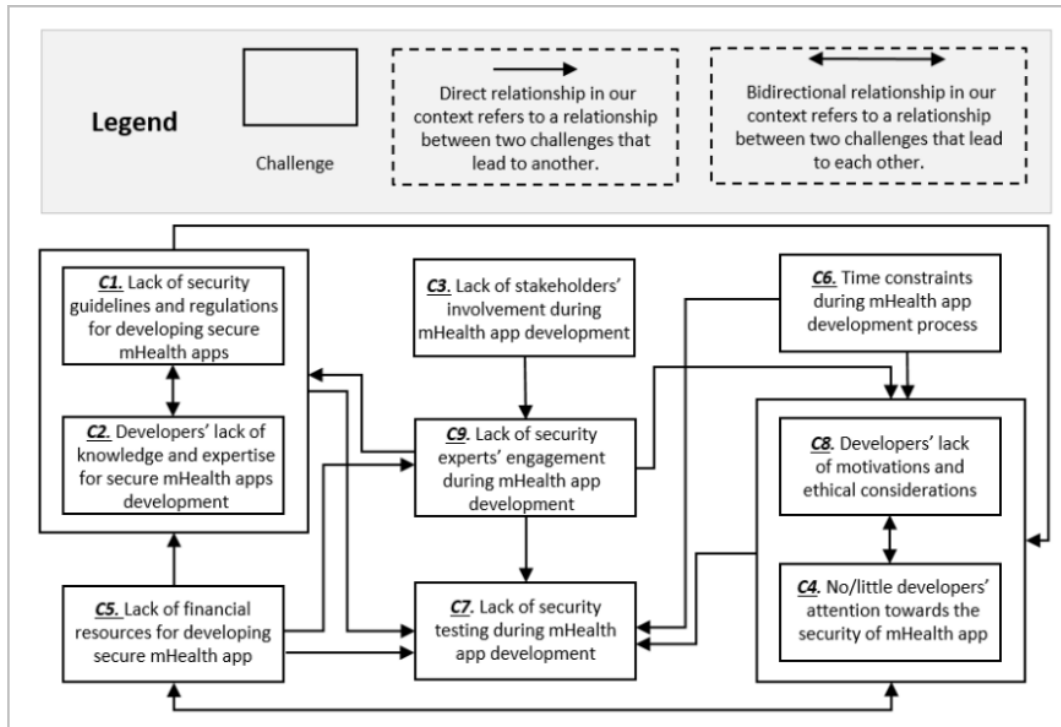 Legend
Challenge
Direct relationship in our
context refers to a relationship
between two challenges that
lead to another.
Bidirectional relationship in our
context refers to a relationship
between two challenges that lead
to each other.
C1. Lack of security
guidelines and regulations
for developing secure
mHealth apps
C2. Developers’ lack of
knowledge and expertise
for secure mHealth apps
development
C5. Lack of financial
resources for developing
secure mHealth app
C3. Lack of stakeholders’
involvement during
mHealth app development
C9. Lack of security
experts’ engagement
during mHealth app
development
C7. Lack of security
testing during mHealth
app development
C6. Time constraints
during mHealth app
development process
C8. Developers’ lack
of motivations and
ethical considerations
C4. No/little developers’
attention towards the
security of mHealth app